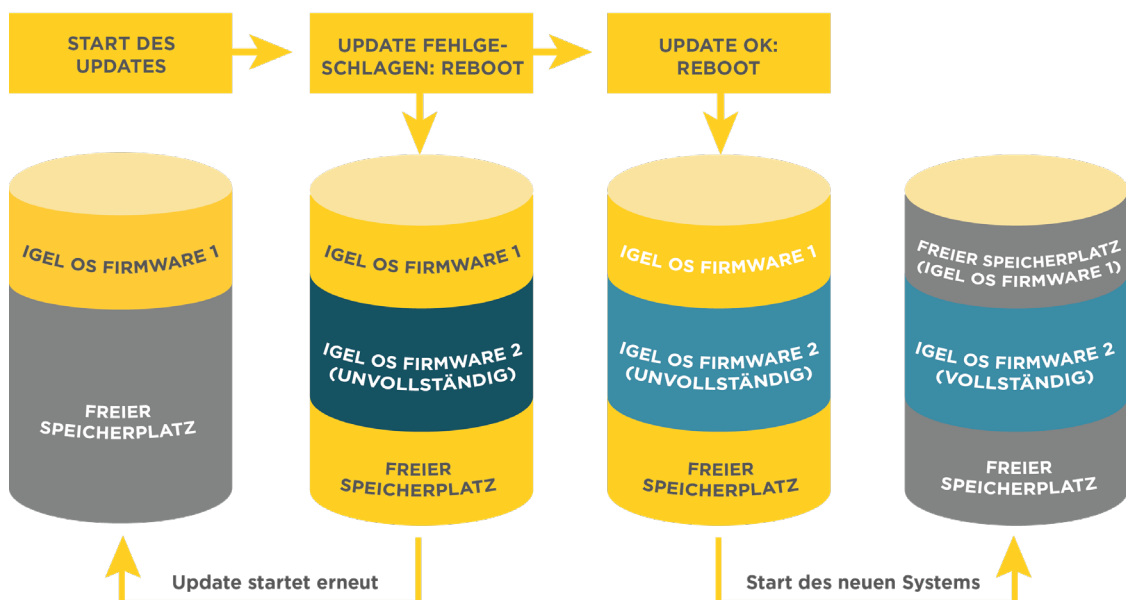 START DES
UPDATES
UPDATE FEHLGE-
SCHLAGEN: REBOOT
UPDATE OK:
REBOOT
IGEL OS FIRMWARE 1
FREIER
SPEICHERPLATZ
IGEL OS FIRMWARE 1
IGEL OS FIRMWARE 2
(UNVOLLSTÄNDIG)
FREIER
SPEICHERPLATZ
IGEL OS FIRMWARE 1
IGEL OS FIRMWARE 2
(UNVOLLSTÄNDIG)
FREIER
SPEICHERPLATZ
FREIER SPEICHERPLATZ
(IGEL OS FIRMWARE 1)
IGEL OS FIRMWARE 2
(VOLLSTÄNDIG)
FREIER
SPEICHERPLATZ
Update startet erneut
Start des neuen Systems